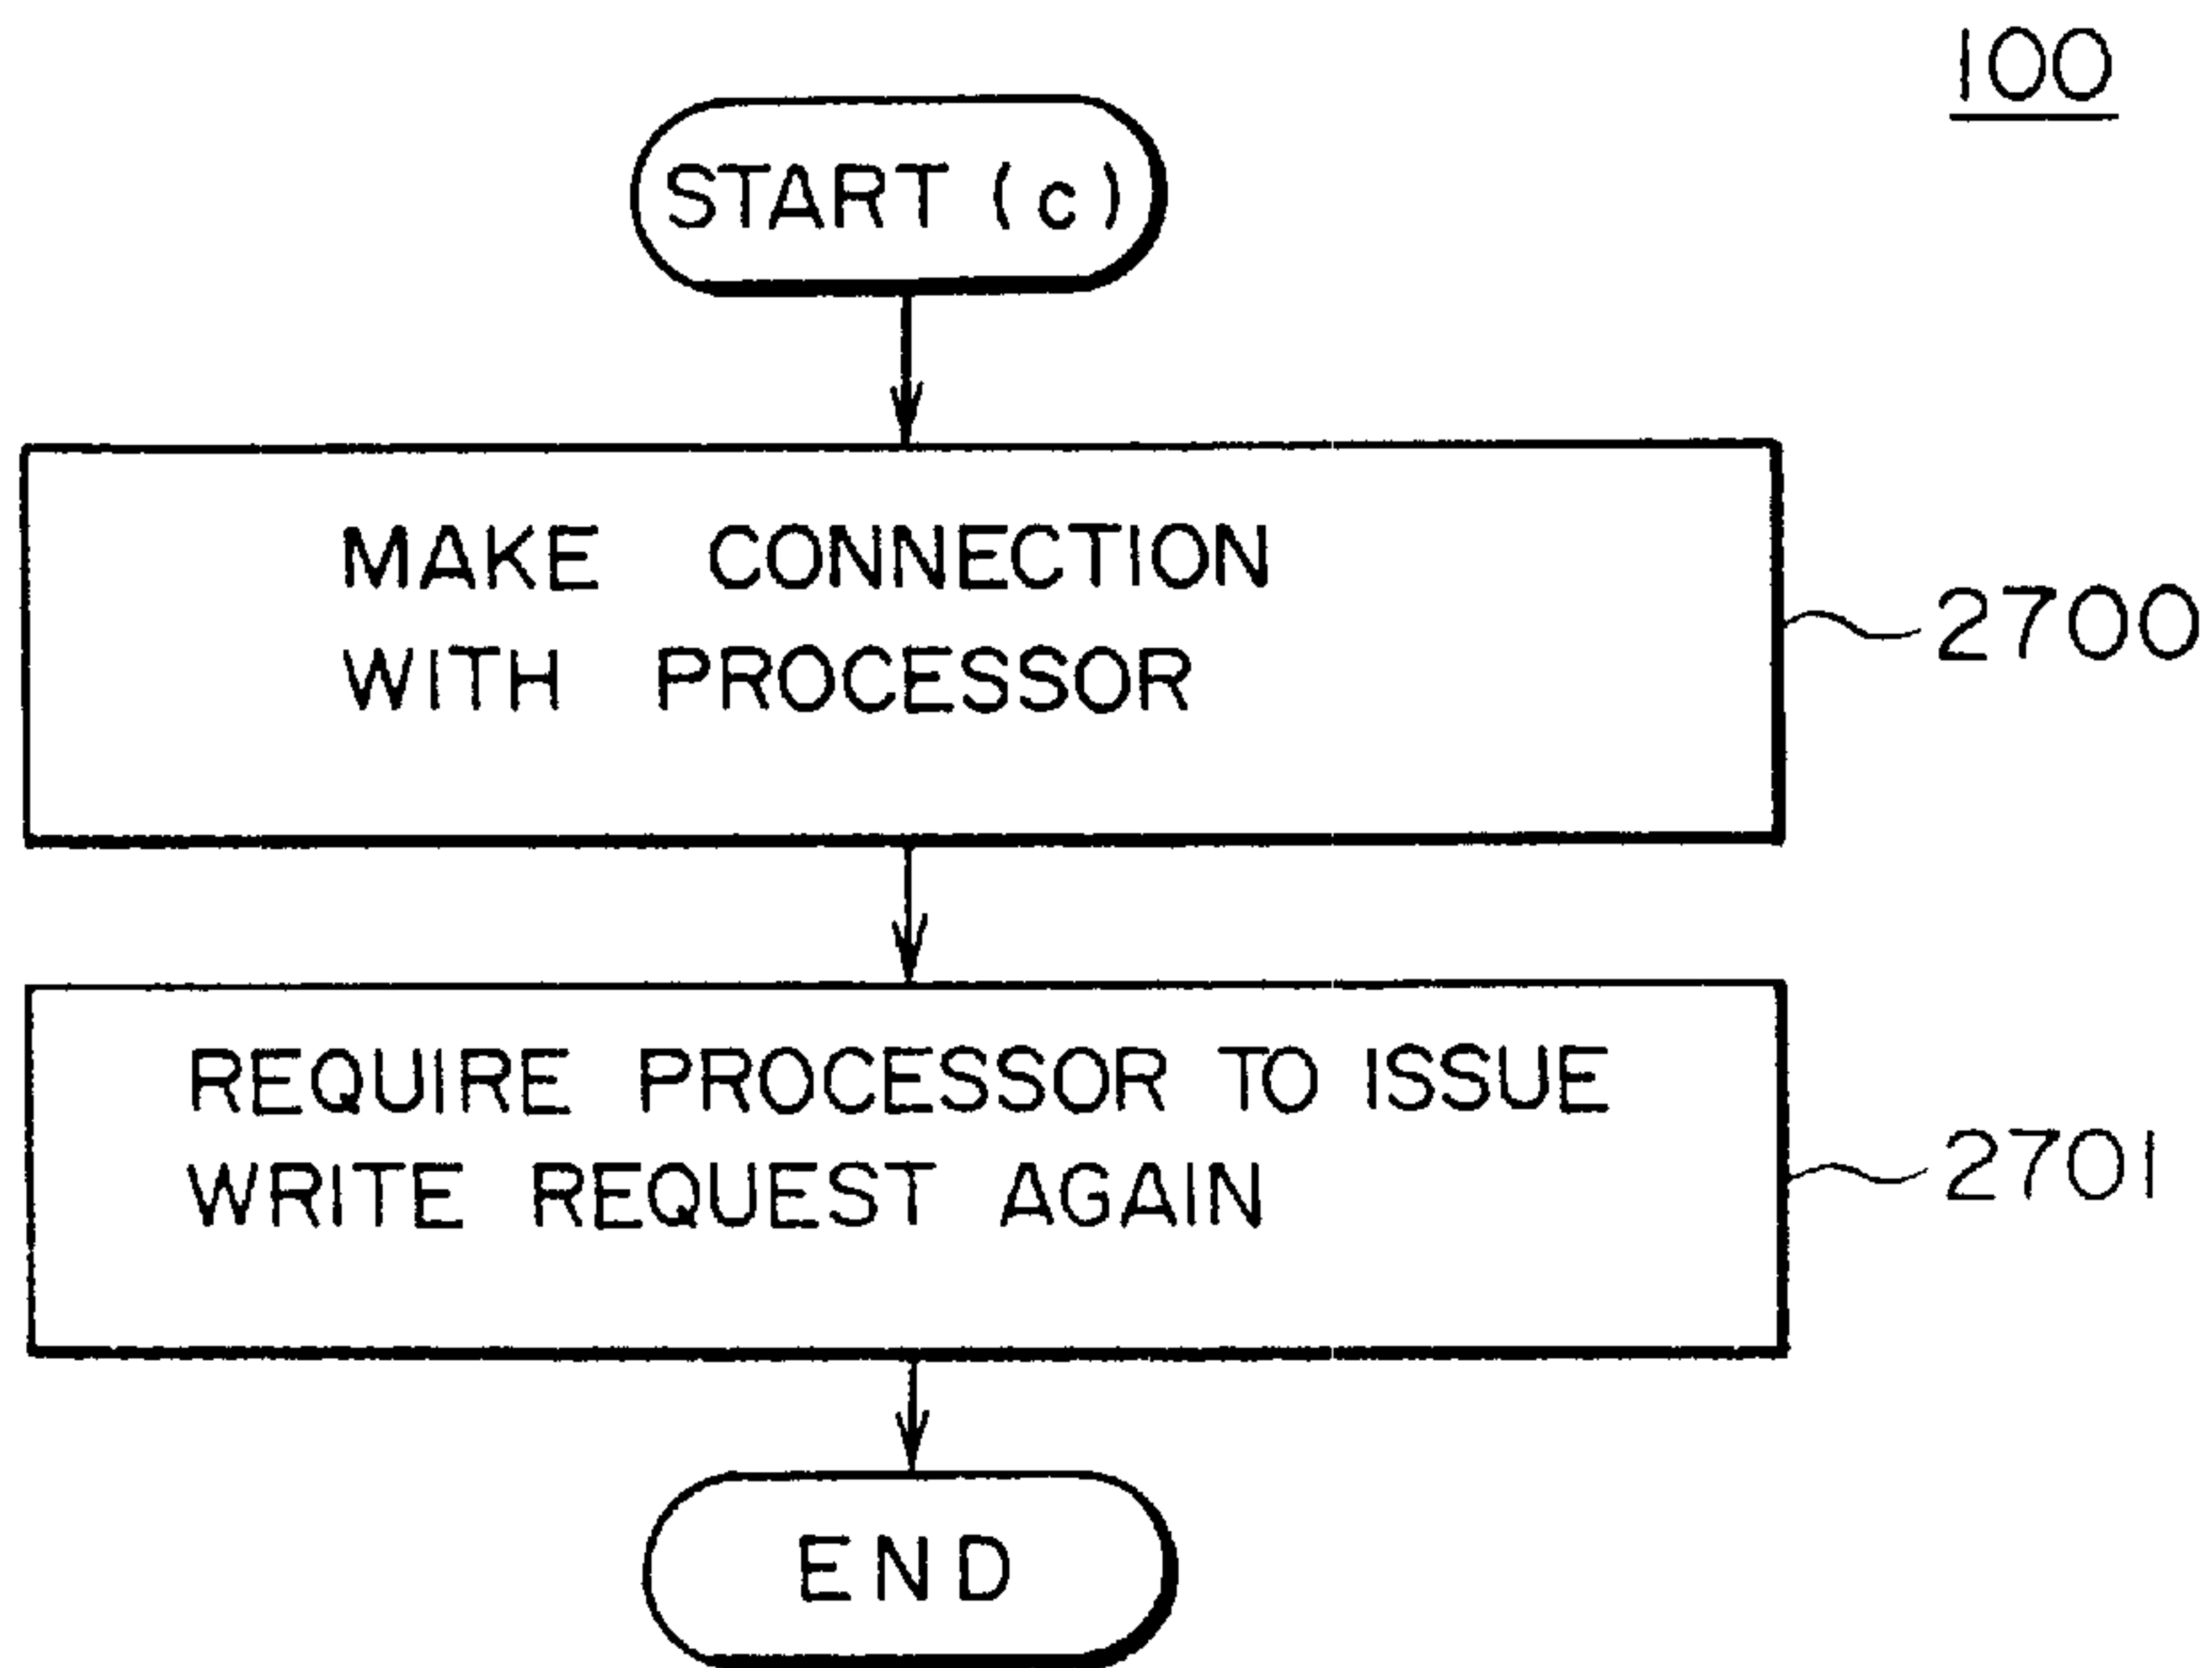 100
START (c)
MAKE CONNECTION
WITH PROCESSOR
2700
REQUIRE PROCESSOR TO ISSUE
WRITE REQUEST AGAIN
2701
END